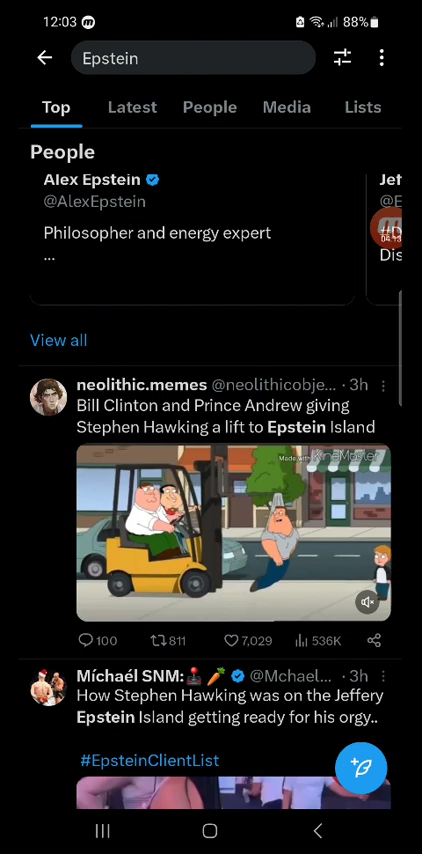 12:03
88%
Epstein
Top Latest People Media Lists
People
Alex Epstein
@AlexEpstein
Philosopher and energy expert
...
Jef
@E
#D
Dis
04:13
View all
neolithic.memes @neolithicobje... · 3h
Bill Clinton and Prince Andrew giving
Stephen Hawking a lift to Epstein Island
Made with KINEMASTER
100 811 7,029 536K
Míchaél SNM: @Mchael... · 3h
How Stephen Hawking was on the Jeffery
Epstein Island getting ready for his orgy..
#EpsteinClientList